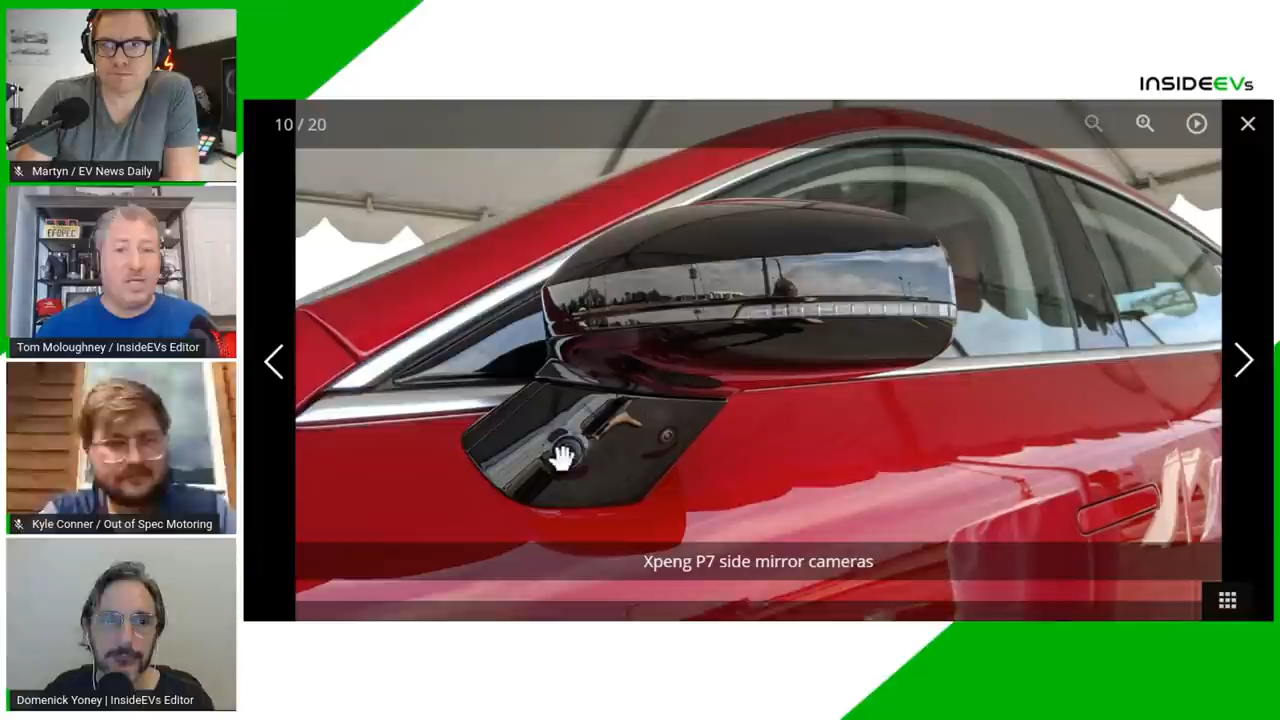 Martyn / EV News Daily
EFDPEC
Tom Moloughney / InsideEVs Editor
Kyle Conner / Out of Spec Motoring
Domenick Yoney | InsideEVs Editor
INSIDEEVs
10 / 20
Xpeng P7 side mirror cameras